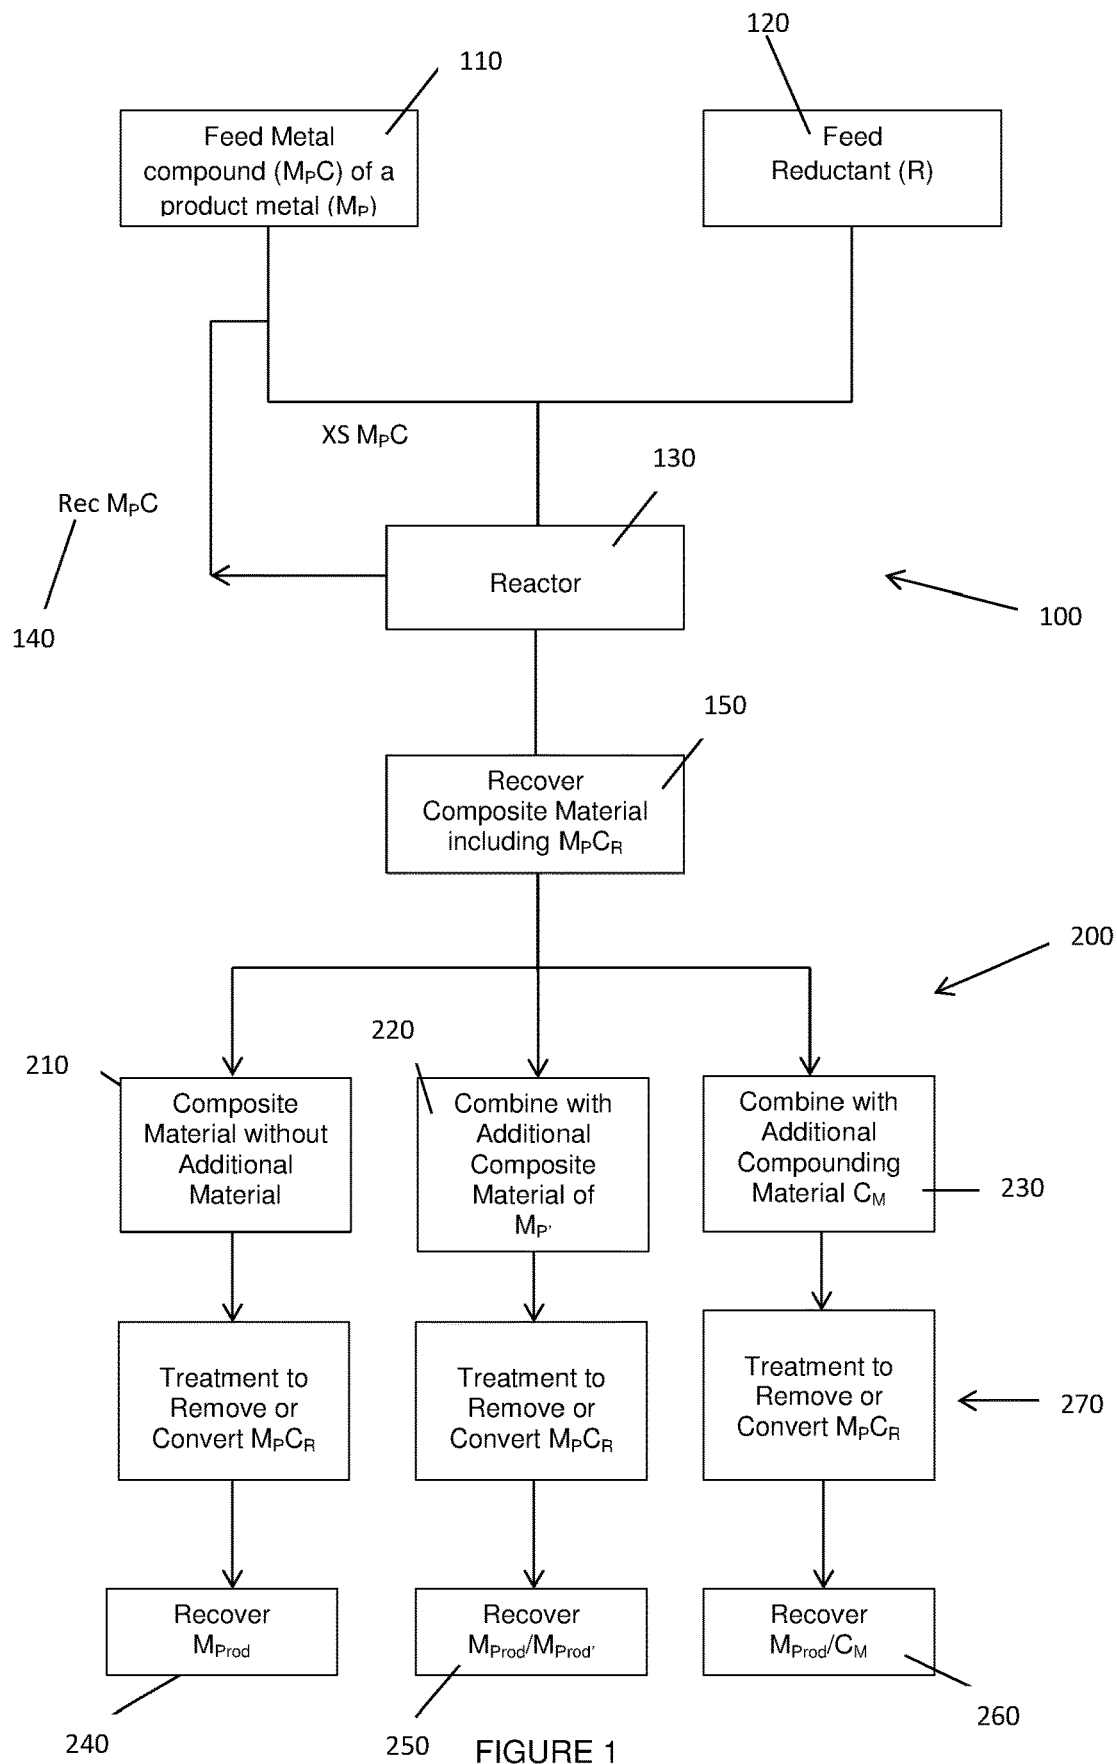 120
110
Feed Metal
compound (MₚC) of a
product metal (Mₚ)
Feed
Reductant (R)
XS MₚC
130
Rec MₚC
Reactor
140
100
150
Recover
Composite Material
including MₚCᵣ
200
220
210
Composite
Material without
Additional
Material
Combine with
Additional
Composite
Material of
Mₚ'
Combine with
Additional
Compounding
Material Cₘ
230
Treatment to
Remove or
Convert MₚCᵣ
Treatment to
Remove or
Convert MₚCᵣ
Treatment to
Remove or
Convert MₚCᵣ
270
Recover
M_Prod
Recover
M_Prod/M_Prod'
Recover
M_Prod/Cₘ
240
250
260
FIGURE 1